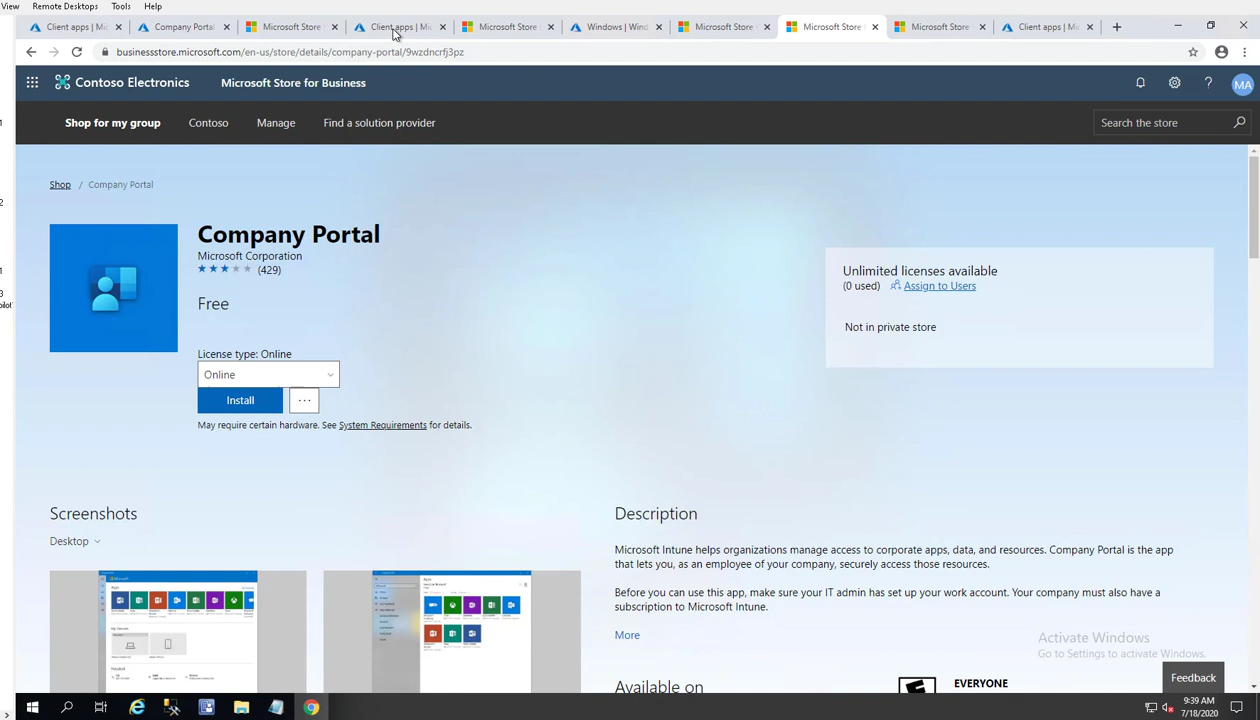 View Remote Desktops Tools Help
Client apps | Mic
Company Portal
Microsoft Store
Client apps | Mic
Microsoft Store
Windows | Wind
Microsoft Store
Microsoft Store
Microsoft Store
Client apps | Mic
businessstore.microsoft.com/en-us/store/details/company-portal/9wzdncrfj3pz
Contoso Electronics
Microsoft Store for Business
MA
Shop for my group
Contoso
Manage
Find a solution provider
Search the store
Shop / Company Portal
Company Portal
Microsoft Corporation
(429)
Free
Unlimited licenses available
(0 used) Assign to Users
Not in private store
License type: Online
Online
Install
...
May require certain hardware. See System Requirements for details.
Screenshots
Desktop
Description
Microsoft Intune helps organizations manage access to corporate apps, data, and resources. Company Portal is the app
that lets you, as an employee of your company, securely access those resources.
Before you can use this app, make sure your IT admin has set up your work account. Your company must also have a
subscription to Microsoft Intune.
More
Available on
EVERYONE
E
Activate Windows
Go to Settings to activate Windows.
Feedback
9:39 AM
7/18/2020